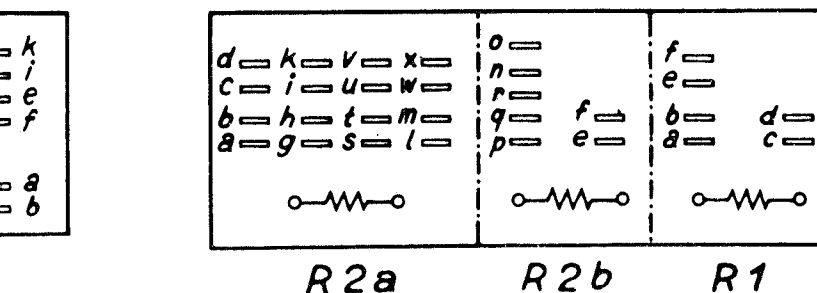 k
i
e
f
a
b
d k v x
c i u w
b h t m
a g s l
o
n
r
q f
p e
f
e
b d
a c
R2a R2b R1